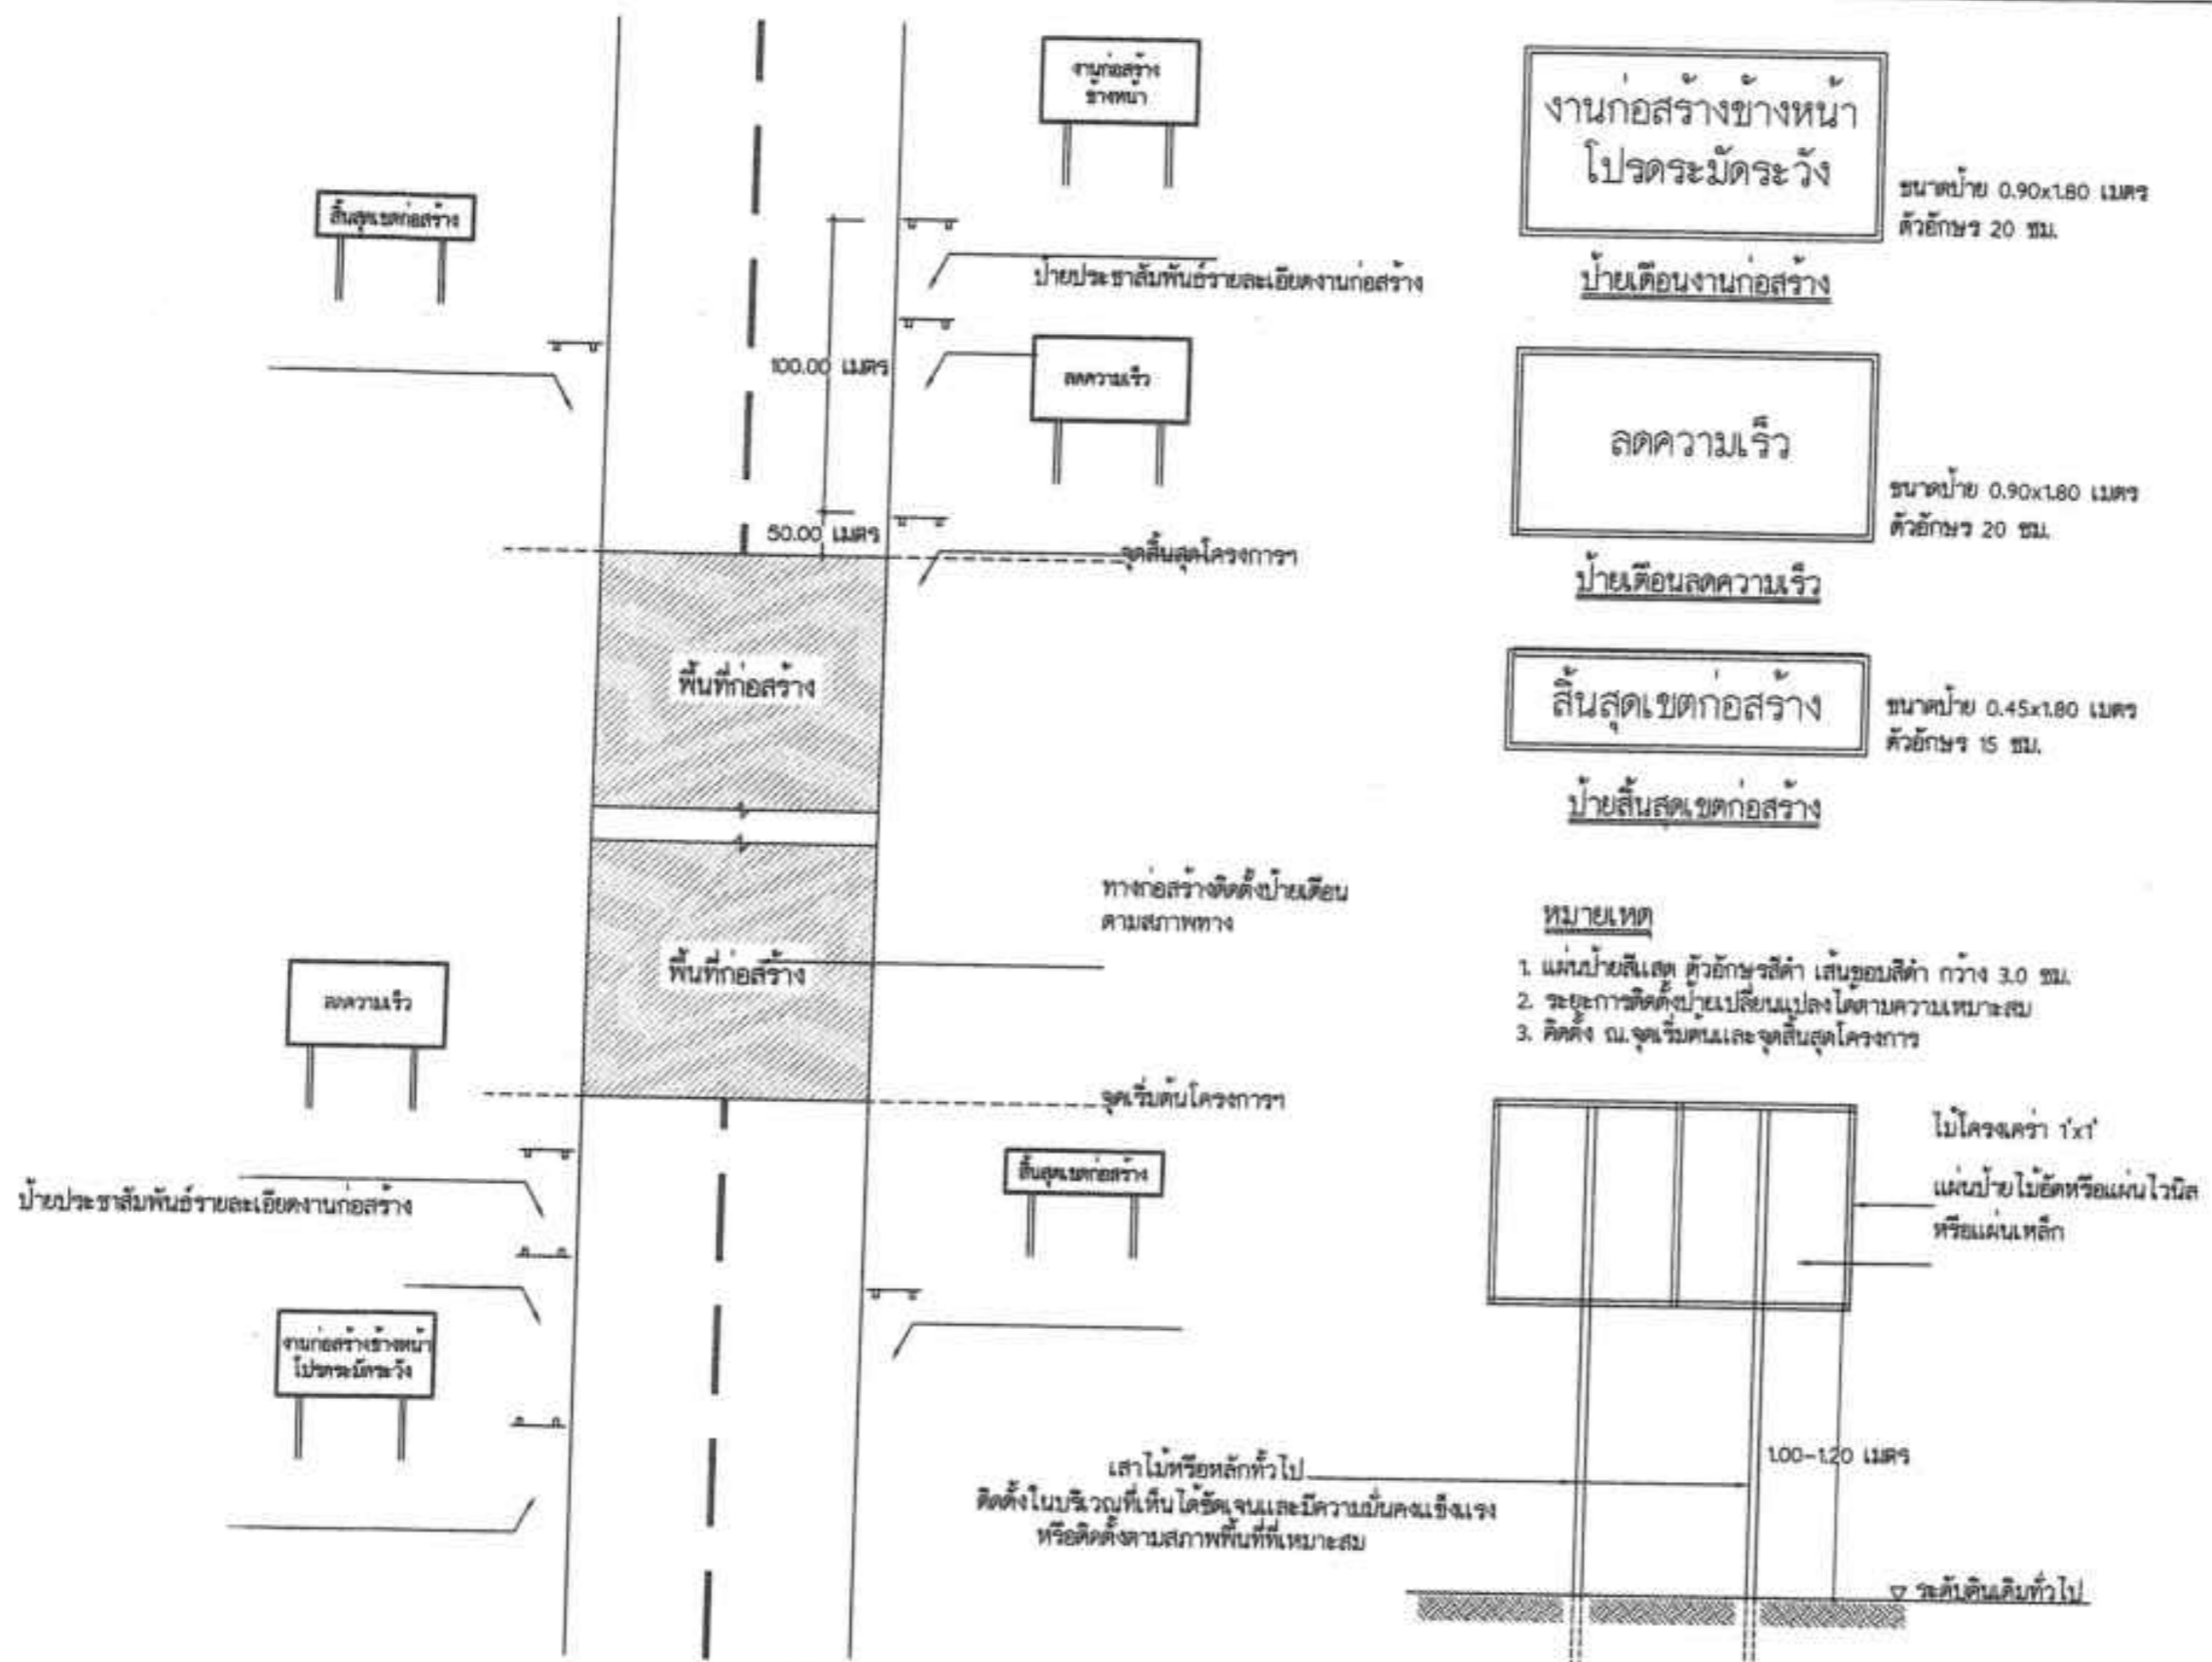 งานก่อสร้าง
ข้างหน้า
สิ้นสุดเขตก่อสร้าง
ป้ายประชาสัมพันธ์รายละเอียดงานก่อสร้าง
100.00 เมตร
ลดความเร็ว
50.00 เมตร
จุดสิ้นสุดโครงการฯ
พื้นที่ก่อสร้าง
ทางก่อสร้างติดตั้งป้ายเตือน
ตามสภาพทาง
พื้นที่ก่อสร้าง
ลดความเร็ว
จุดเริ่มต้นโครงการฯ
สิ้นสุดเขตก่อสร้าง
ป้ายประชาสัมพันธ์รายละเอียดงานก่อสร้าง
งานก่อสร้างข้างหน้า
โปรดระมัดระวัง
งานก่อสร้างข้างหน้า
โปรดระมัดระวัง
ขนาดป้าย 0.90x1.80 เมตร
ตัวอักษร 20 ซม.
ป้ายเตือนงานก่อสร้าง
ลดความเร็ว
ขนาดป้าย 0.90x1.80 เมตร
ตัวอักษร 20 ซม.
ป้ายเตือนลดความเร็ว
สิ้นสุดเขตก่อสร้าง
ขนาดป้าย 0.45x1.80 เมตร
ตัวอักษร 15 ซม.
ป้ายสิ้นสุดเขตก่อสร้าง
หมายเหตุ
1. แผ่นป้ายสีแสด ตัวอักษรสีดำ เส้นขอบสีดำ กว้าง 3.0 ซม.
2. ระยะการติดตั้งป้ายเปลี่ยนแปลงได้ตามความเหมาะสม
3. ติดตั้ง ณ.จุดเริ่มต้นและจุดสิ้นสุดโครงการ
ไม้โครงเคร่า 1"x1"
แผ่นป้ายไม้อัดหรือแผ่นไวนิล
หรือแผ่นเหล็ก
1.00-1.20 เมตร
เสาไม้หรือหลักทั่วไป
ติดตั้งในบริเวณที่เห็นได้ชัดเจนและมีความมั่นคงแข็งแรง
หรือติดตั้งตามสภาพพื้นที่ที่เหมาะสม
ระดับดินเดิมทั่วไป